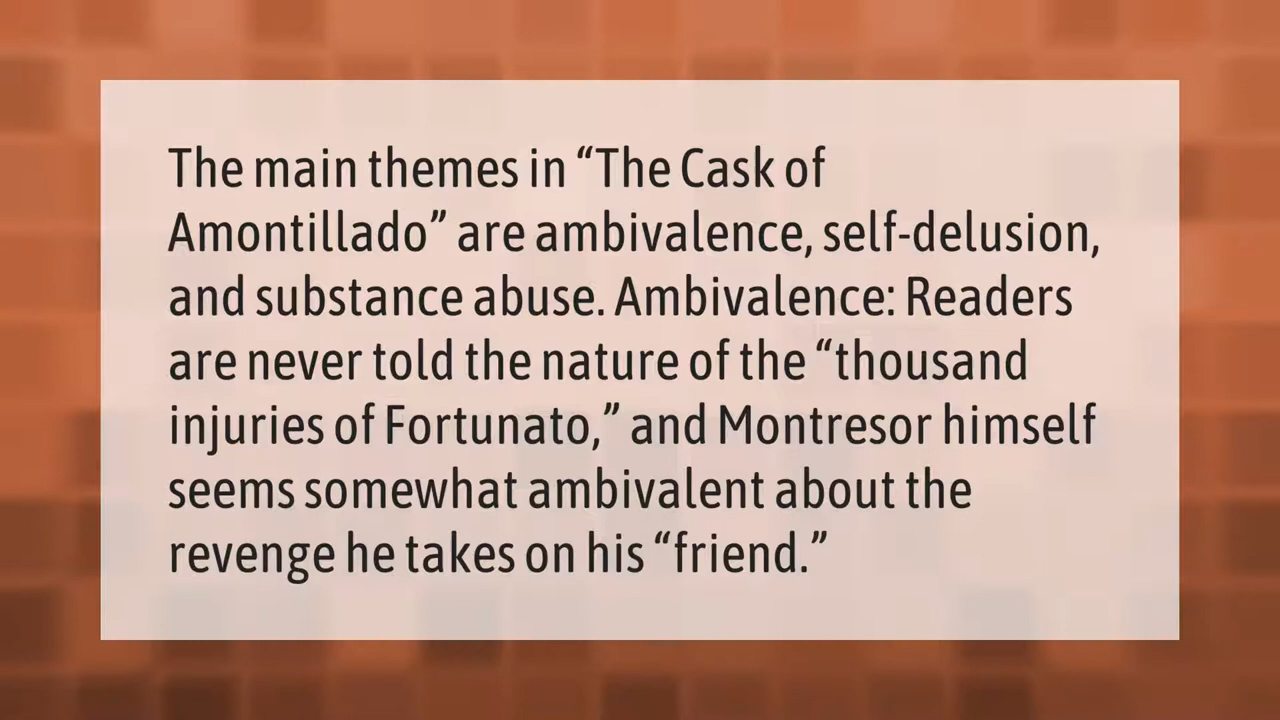 The main themes in “The Cask of
Amontillado” are ambivalence, self-delusion,
and substance abuse. Ambivalence: Readers
are never told the nature of the “thousand
injuries of Fortunato,” and Montresor himself
seems somewhat ambivalent about the
revenge he takes on his “friend.”